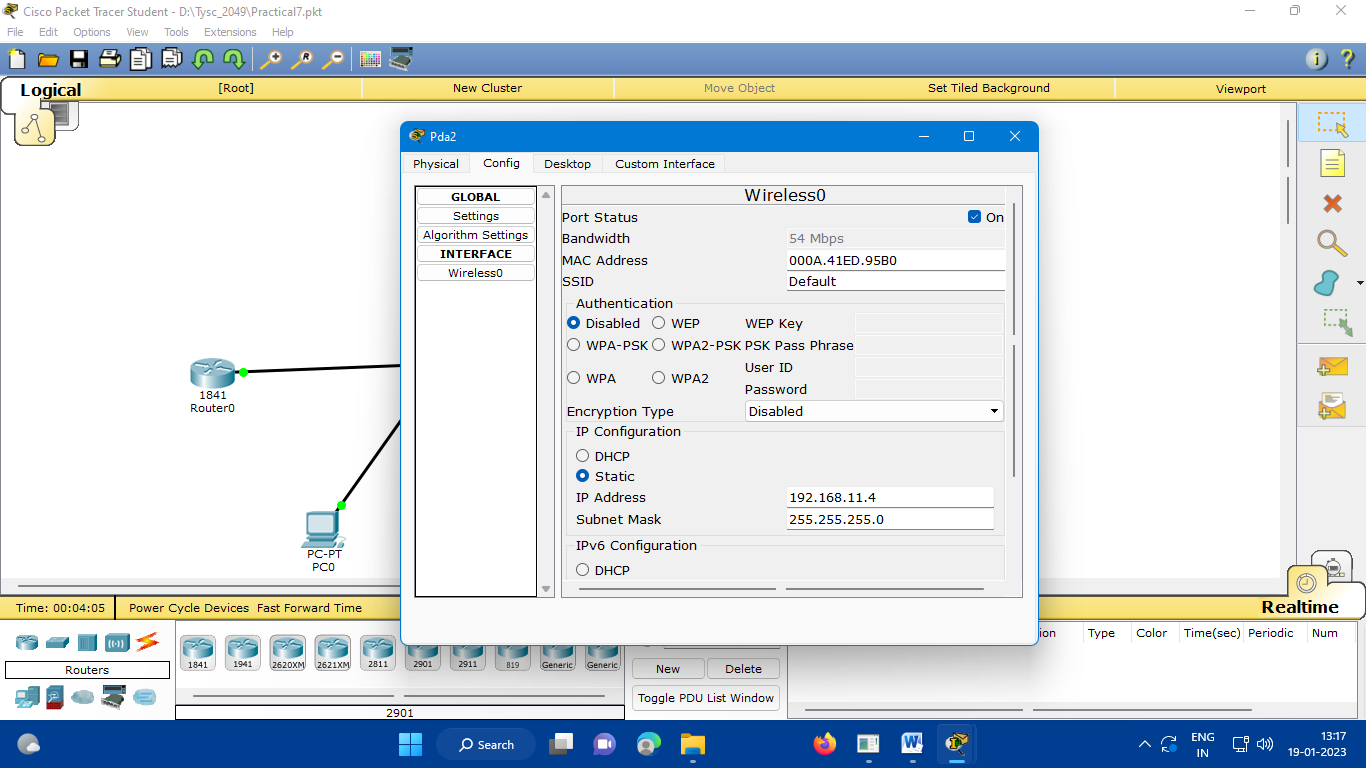 Cisco Packet Tracer Student - D:\Tysc_2049\Practical7.pkt
File Edit Options View Tools Extensions Help
Logical [Root] New Cluster Move Object Set Tiled Background Viewport
Pda2
Physical Config Desktop Custom Interface
GLOBAL
Settings
Algorithm Settings
INTERFACE
Wireless0
Wireless0
Port Status On
Bandwidth 54 Mbps
MAC Address 000A.41ED.95B0
SSID Default
Authentication
Disabled WEP WEP Key
WPA-PSK WPA2-PSK PSK Pass Phrase
User ID
WPA WPA2
Password
Encryption Type Disabled
IP Configuration
DHCP
Static
IP Address 192.168.11.4
Subnet Mask 255.255.255.0
IPv6 Configuration
DHCP
1841
Router0
PC-PT
PC0
Time: 00:04:05 Power Cycle Devices Fast Forward Time Realtime
Routers
1841 1941 2620XM 2621XM 2811 2901 2911 819 Generic Generic
2901
New Delete
Toggle PDU List Window
ion Type Color Time(sec) Periodic Num
Search
ENG
IN
13:17
19-01-2023